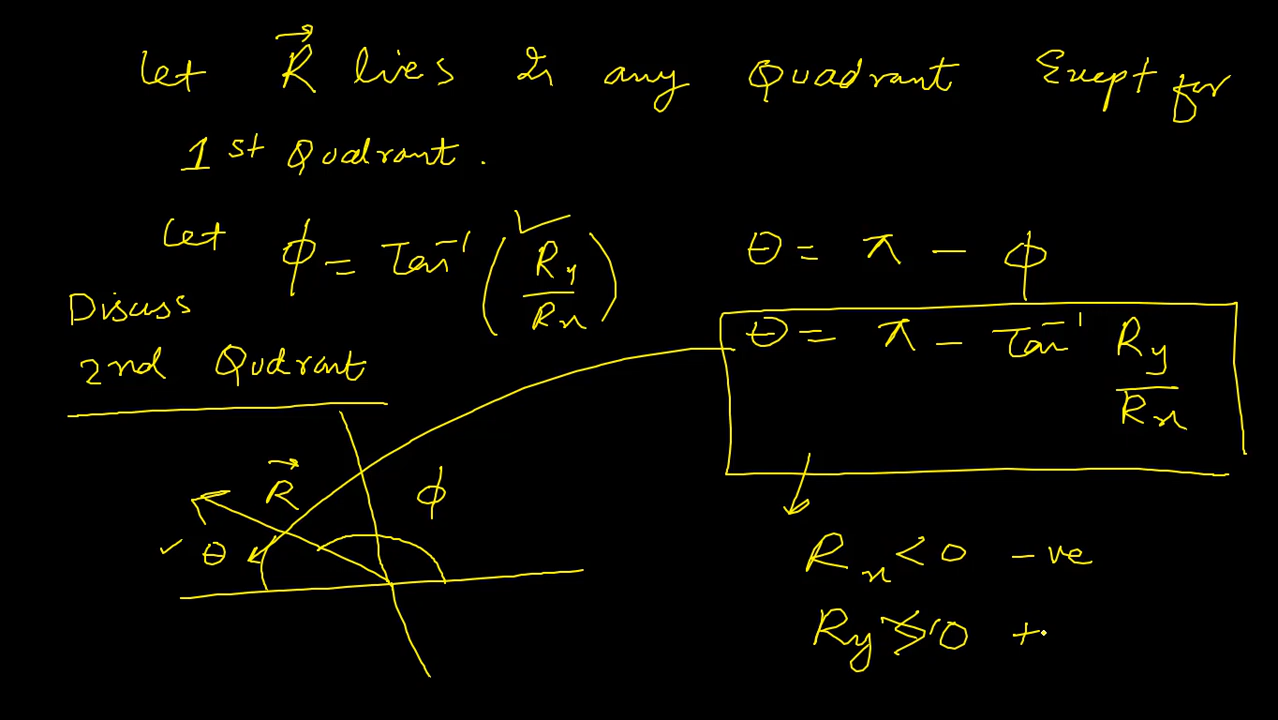 Let R⃗ lives in any Quadrant Except for
1st Quadrant.
Let ϕ = Tan⁻¹ (Ry/Rx)
θ = π − ϕ
θ = π − Tan⁻¹ Ry/Rx
Discuss
2nd Qudrant
R⃗
ϕ
θ
Rx < 0 −ve
Ry 0 +